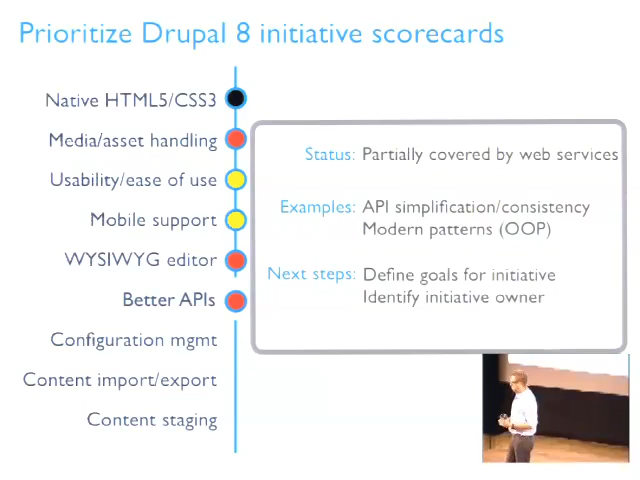 Prioritize Drupal 8 initiative scorecards
Native HTML5/CSS3
Media/asset handling
Usability/ease of use
Mobile support
WYSIWYG editor
Better APIs
Configuration mgmt
Content import/export
Content staging
Status: Partially covered by web services
Examples: API simplification/consistency
Modern patterns (OOP)
Next steps: Define goals for initiative
Identify initiative owner